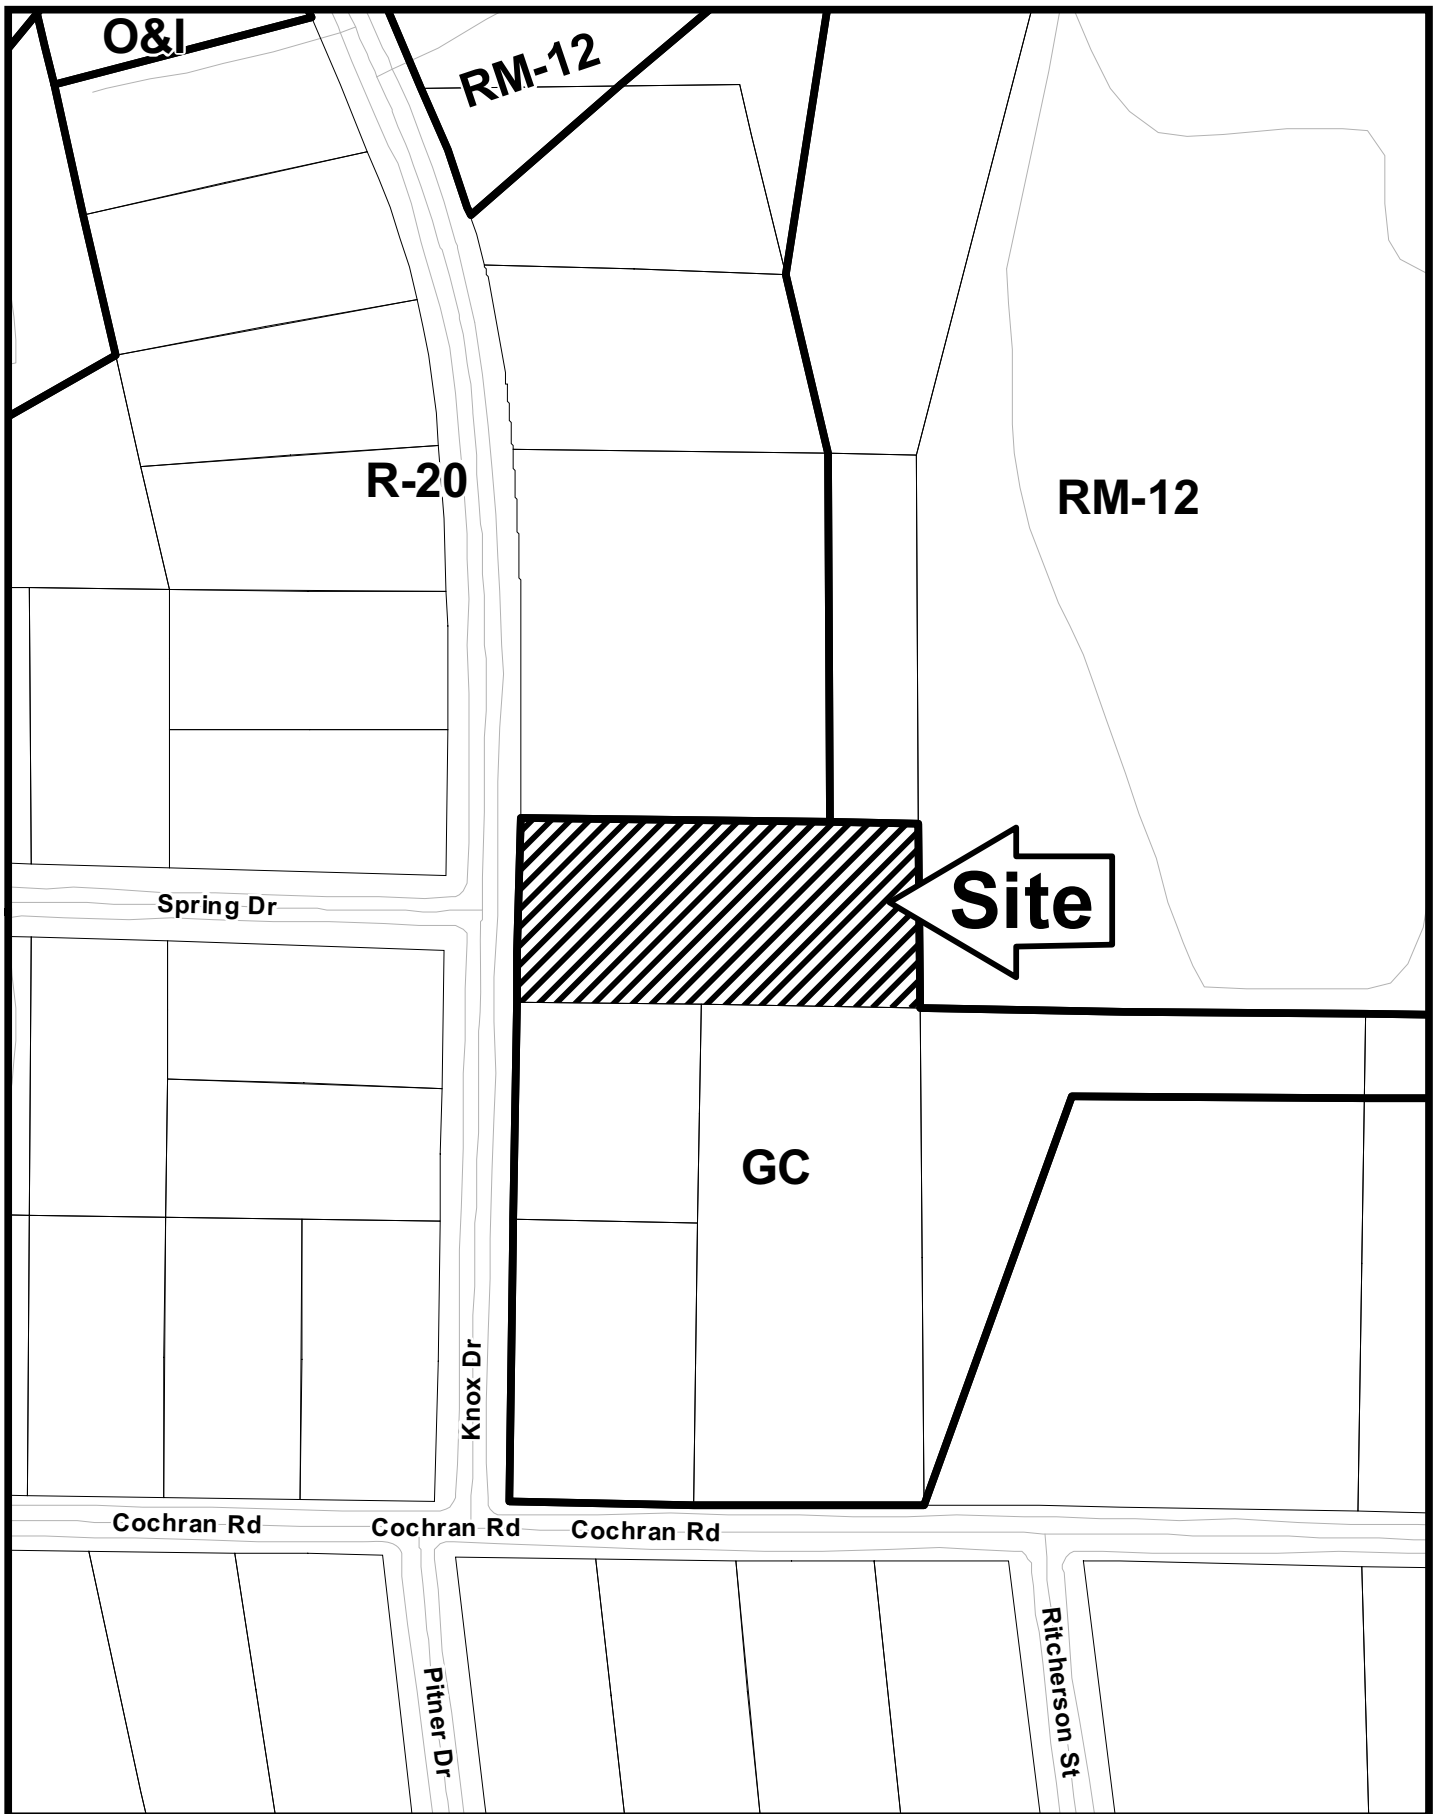 O&I
RM-12
R-20
RM-12
Site
Spring Dr
GC
Knox Dr
Cochran Rd
Cochran Rd
Cochran Rd
Pitner Dr
Ritcherson St